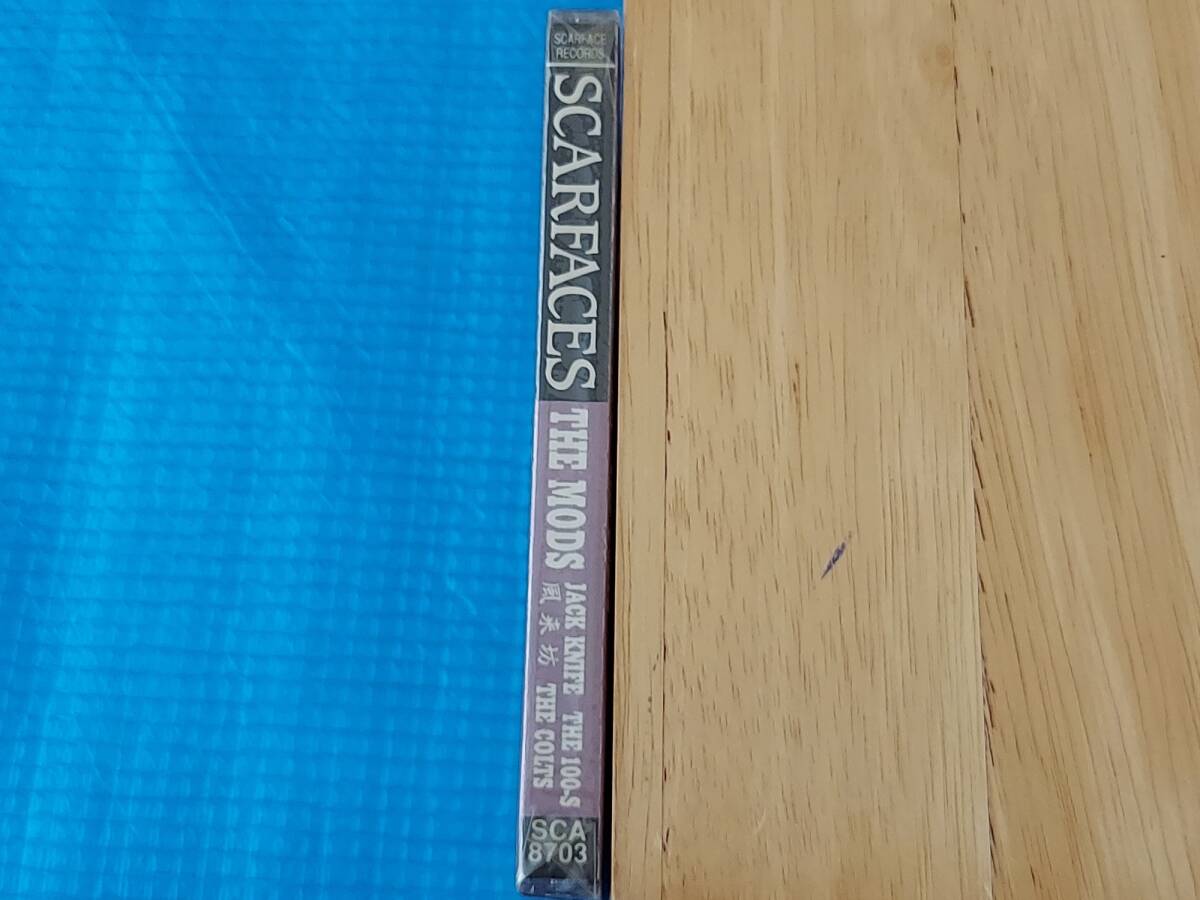 SCARFACE
RECORDS
SCARFACES
THE MODS
JACK KNIFE THE 100-S
風来坊 THE COLTS
SCA
8703